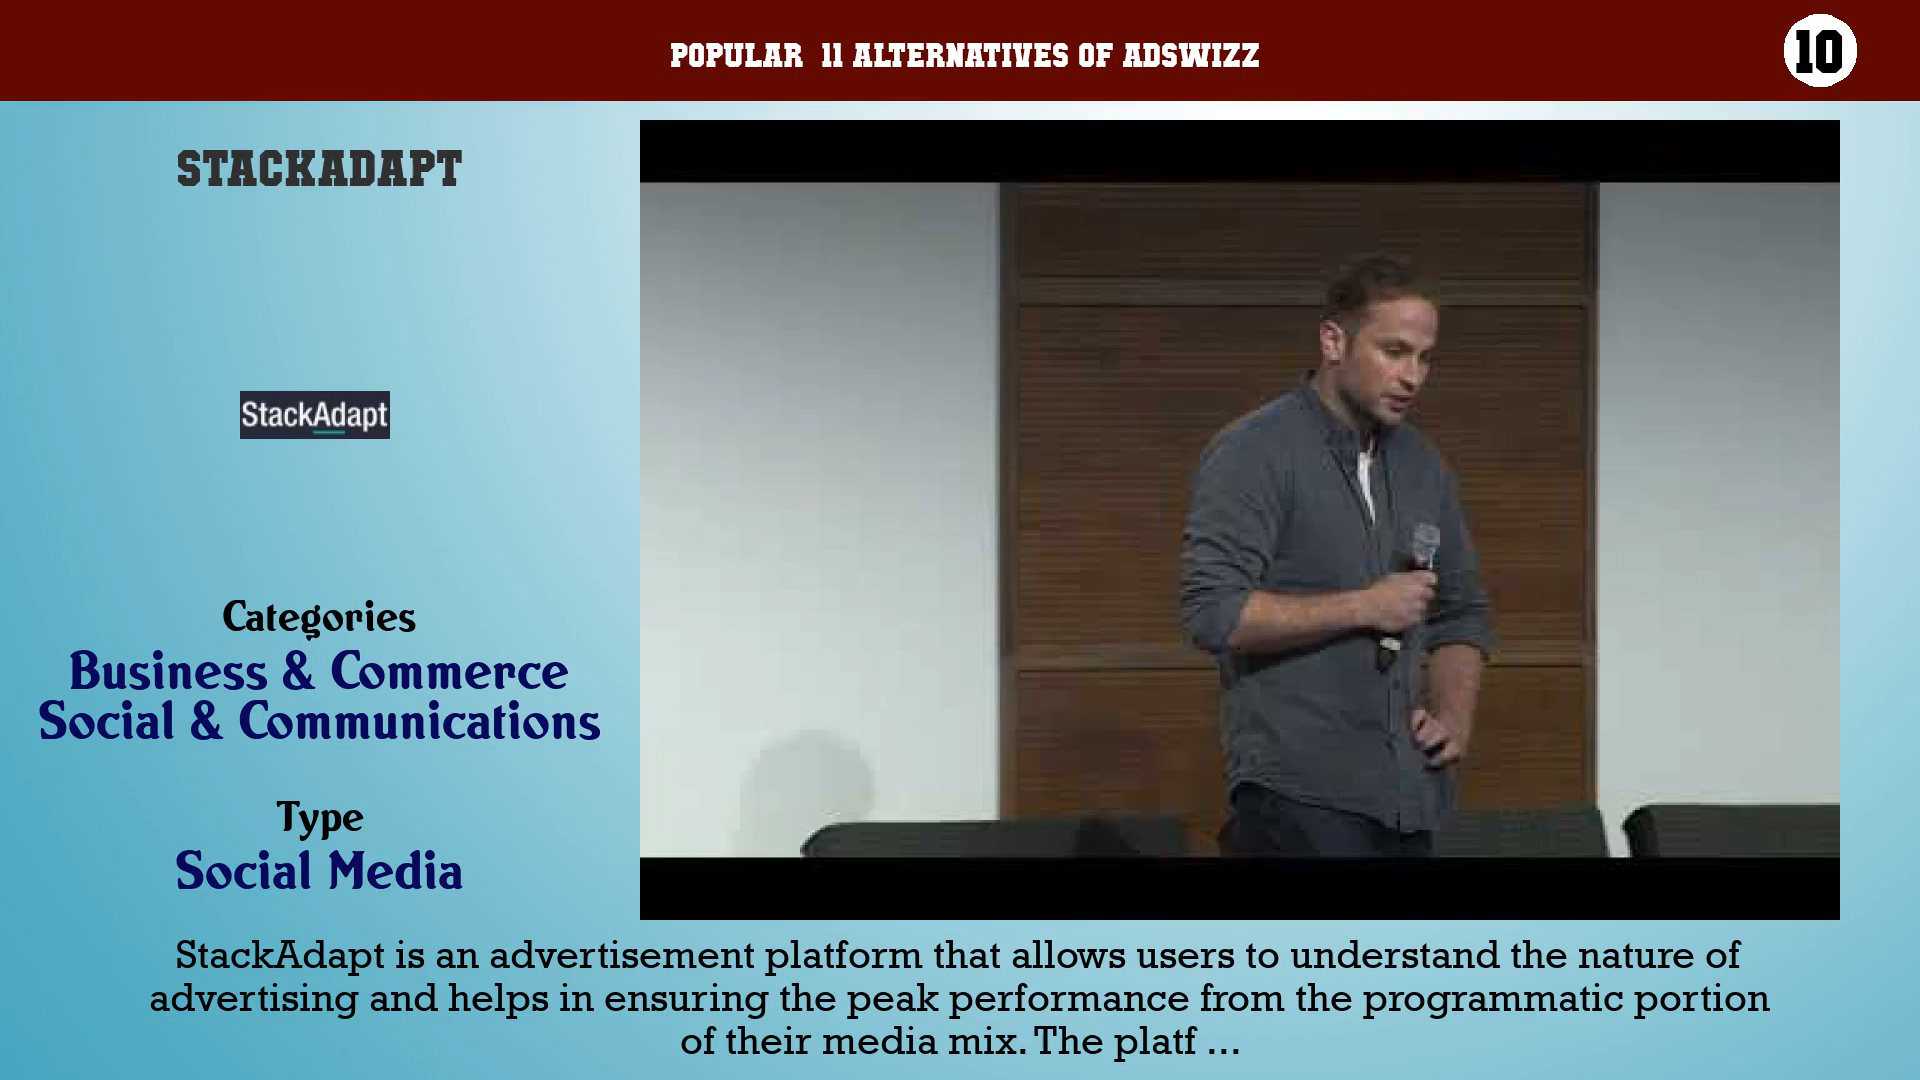 POPULAR 11 ALTERNATIVES OF ADSWIZZ
10
STACKADAPT
StackAdapt
Categories
Business & Commerce
Social & Communications
Type
Social Media
StackAdapt is an advertisement platform that allows users to understand the nature of
advertising and helps in ensuring the peak performance from the programmatic portion
of their media mix. The platf ...